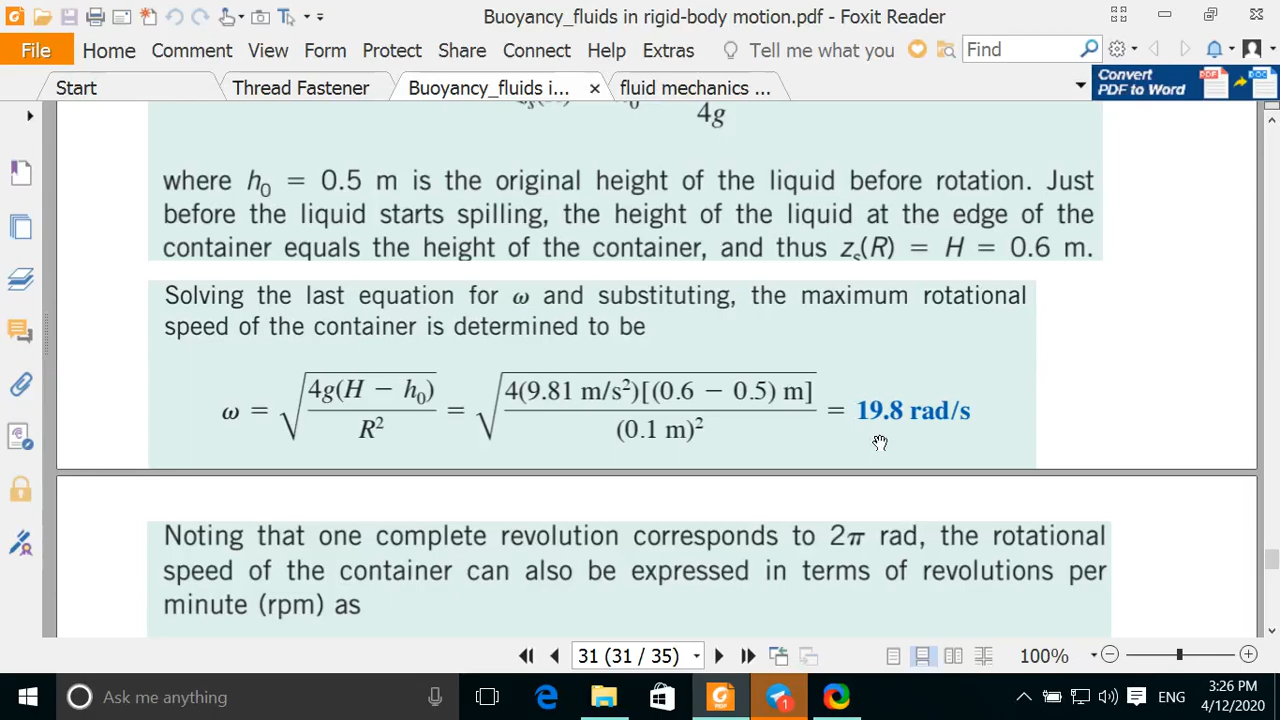 Buoyancy_fluids in rigid-body motion.pdf - Foxit Reader
File Home Comment View Form Protect Share Connect Help Extras Tell me what you Find
Start Thread Fastener Buoyancy_fluids i... × fluid mechanics ...
Convert
PDF to Word
4g
where h₀ = 0.5 m is the original height of the liquid before rotation. Just
before the liquid starts spilling, the height of the liquid at the edge of the
container equals the height of the container, and thus zₛ(R) = H = 0.6 m.
Solving the last equation for ω and substituting, the maximum rotational
speed of the container is determined to be
ω = √(4g(H − h₀)/R²) = √(4(9.81 m/s²)[(0.6 − 0.5) m]/(0.1 m)²) = 19.8 rad/s
Noting that one complete revolution corresponds to 2π rad, the rotational
speed of the container can also be expressed in terms of revolutions per
minute (rpm) as
31 (31 / 35) 100%
Ask me anything 1 ENG 3:26 PM
4/12/2020